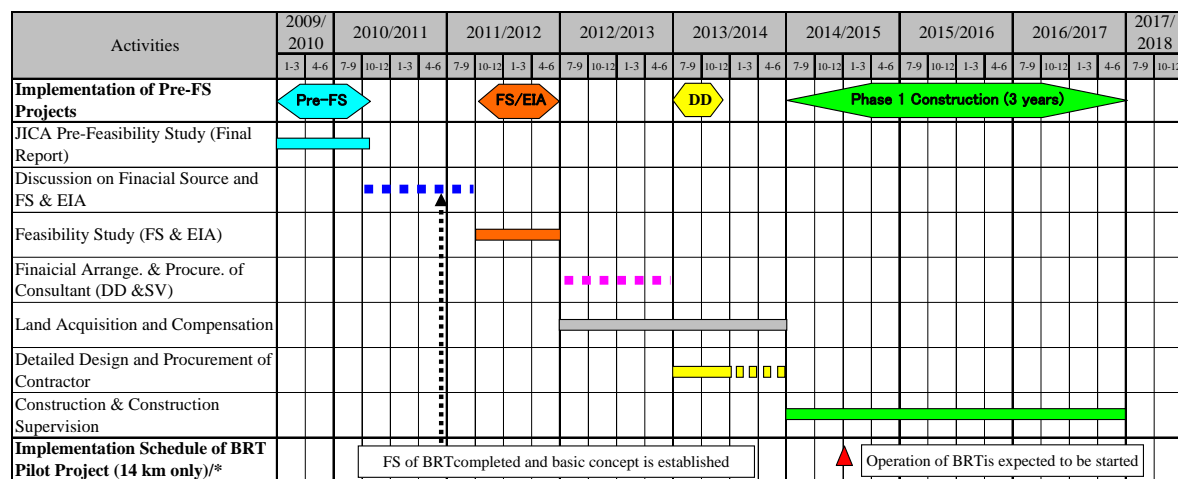 Activities
2009/
2010
2010/2011
2011/2012
2012/2013
2013/2014
2014/2015
2015/2016
2016/2017
2017/
2018
1-3 4-6 7-9 10-12 1-3 4-6 7-9 10-12 1-3 4-6 7-9 10-12 1-3 4-6 7-9 10-12 1-3 4-6 7-9 10-12 1-3 4-6 7-9 10-12 1-3 4-6 7-9 10-12 1-3 4-6 7-9 10-12
Implementation of Pre-FS
Projects
Pre-FS
FS/EIA
DD
Phase 1 Construction (3 years)
JICA Pre-Feasibility Study (Final
Report)
Discussion on Finacial Source and
FS & EIA
Feasibility Study (FS & EIA)
Finaicial Arrange. & Procure. of
Consultant (DD &SV)
Land Acquisition and Compensation
Detailed Design and Procurement of
Contractor
Construction & Construction
Supervision
Implementation Schedule of BRT
Pilot Project (14 km only)/*
FS of BRTcompleted and basic concept is established
Operation of BRTis expected to be started